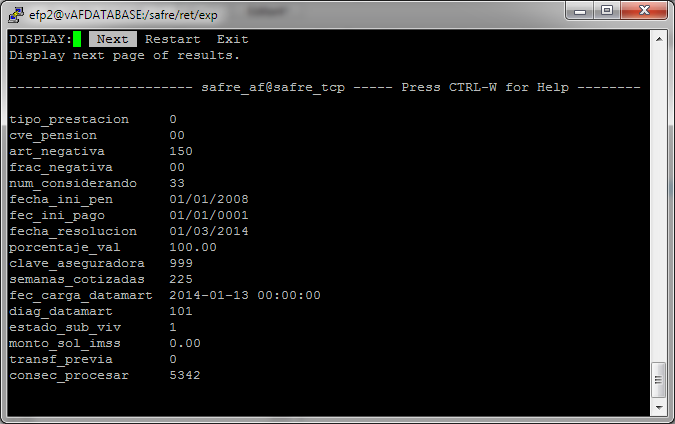 efp2@vAFDATABASE:/safre/ret/exp
DISPLAY: Next Restart Exit
Display next page of results.
----------------------- safre_af@safre_tcp ----- Press CTRL-W for Help --------
tipo_prestacion 0
cve_pension 00
art_negativa 150
frac_negativa 00
num_considerando 33
fecha_ini_pen 01/01/2008
fec_ini_pago 01/01/0001
fecha_resolucion 01/03/2014
porcentaje_val 100.00
clave_aseguradora 999
semanas_cotizadas 225
fec_carga_datamart 2014-01-13 00:00:00
diag_datamart 101
estado_sub_viv 1
monto_sol_imss 0.00
transf_previa 0
consec_procesar 5342